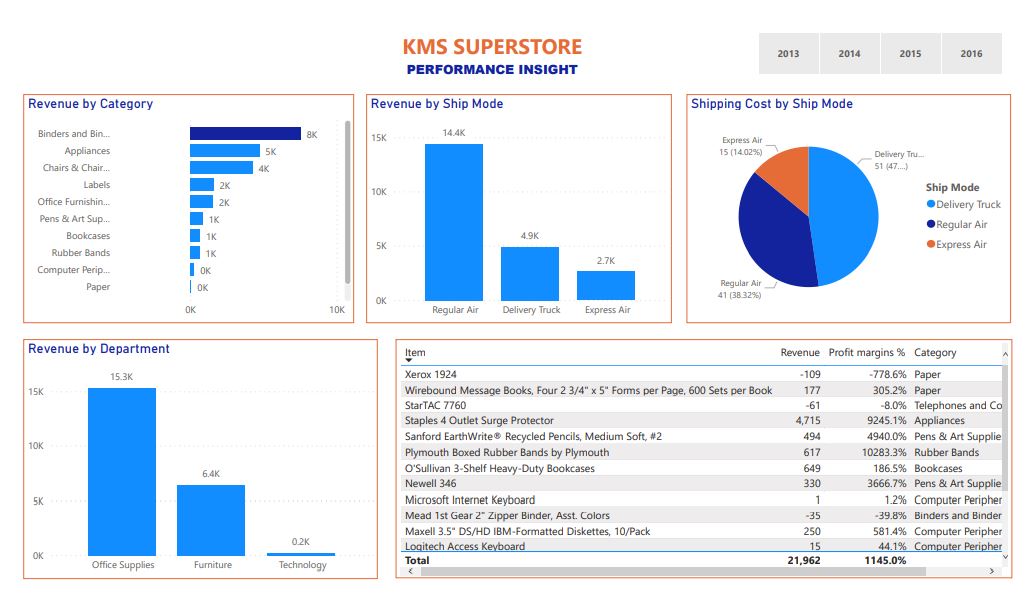 KMS SUPERSTORE
PERFORMANCE INSIGHT
2013 2014 2015 2016
Revenue by Category
Binders and Bin... 8K
Appliances 5K
Chairs & Chair... 4K
Labels 2K
Office Furnishin... 2K
Pens & Art Sup... 1K
Bookcases 1K
Rubber Bands 1K
Computer Perip... 0K
Paper 0K
0K 10K
Revenue by Ship Mode
15K
10K
5K
0K
14.4K
4.9K
2.7K
Regular Air Delivery Truck Express Air
Shipping Cost by Ship Mode
Express Air
15 (14.02%)
Delivery Tru...
51 (47....)
Regular Air
41 (38.32%)
Ship Mode
Delivery Truck
Regular Air
Express Air
Revenue by Department
15K
10K
5K
0K
15.3K
6.4K
0.2K
Office Supplies Furniture Technology
Item Revenue Profit margins % Category
Xerox 1924 -109 -778.6% Paper
Wirebound Message Books, Four 2 3/4" x 5" Forms per Page, 600 Sets per Book 177 305.2% Paper
StarTAC 7760 -61 -8.0% Telephones and Co
Staples 4 Outlet Surge Protector 4,715 9245.1% Appliances
Sanford EarthWrite® Recycled Pencils, Medium Soft, #2 494 4940.0% Pens & Art Supplie
Plymouth Boxed Rubber Bands by Plymouth 617 10283.3% Rubber Bands
O'Sullivan 3-Shelf Heavy-Duty Bookcases 649 186.5% Bookcases
Newell 346 330 3666.7% Pens & Art Supplie
Microsoft Internet Keyboard 1 1.2% Computer Peripher
Mead 1st Gear 2" Zipper Binder, Asst. Colors -35 -39.8% Binders and Binder
Maxell 3.5" DS/HD IBM-Formatted Diskettes, 10/Pack 250 581.4% Computer Peripher
Logitech Access Keyboard 15 44.1% Computer Peripher
Total 21,962 1145.0%